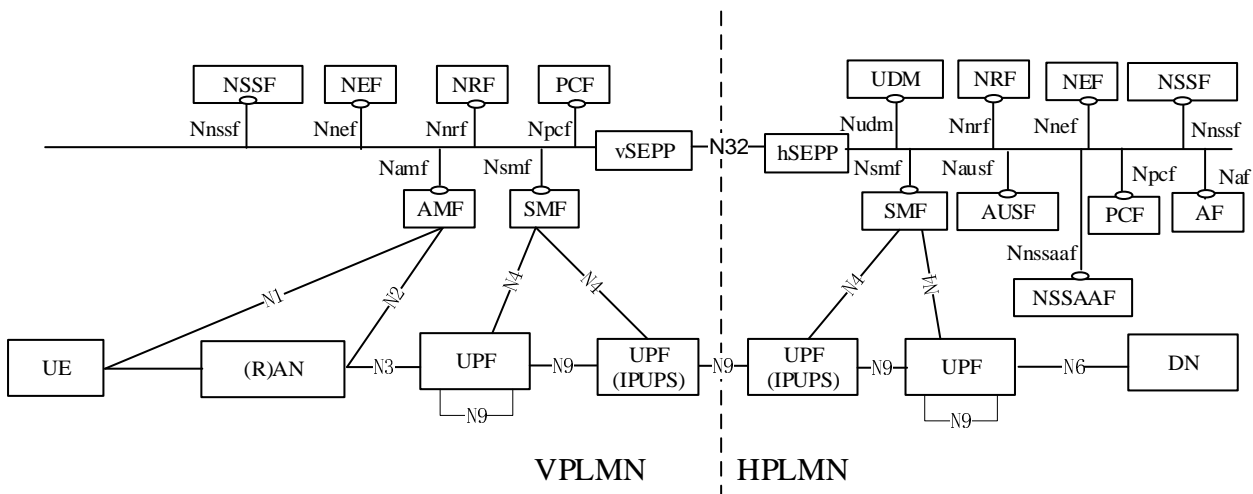 NSSF NEF NRF PCF UDM NRF NEF NSSF
Nnssf Nnef Nnrf Npcf Nudm Nnrf Nnef Nnssf
vSEPP N32 hSEPP
Namf Nsmf Nsmf Nausf Npcf Naf
AMF SMF SMF AUSF PCF AF
Nnssaaf
N1 N2 N4 N4 N4 N4
NSSAAF
UE (R)AN N3 UPF N9 UPF N9 UPF N9 UPF N6 DN
(IPUPS) (IPUPS)
N9 N9
VPLMN HPLMN